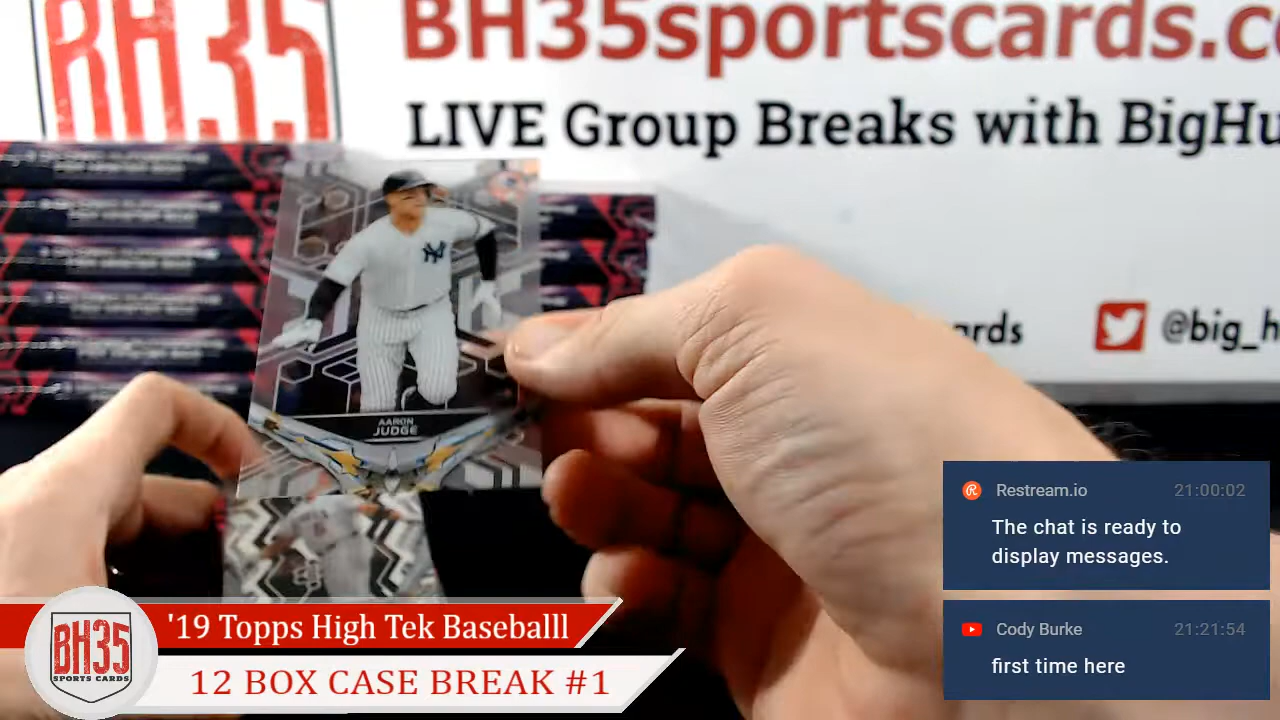 BH35
BH35sportscards.c
LIVE Group Breaks with BigHu
ards
@big_h
NY
AARON
JUDGE
Restream.io 21:00:02
The chat is ready to
display messages.
Cody Burke 21:21:54
first time here
BH35
SPORTS CARDS
'19 Topps High Tek Baseballl
12 BOX CASE BREAK #1